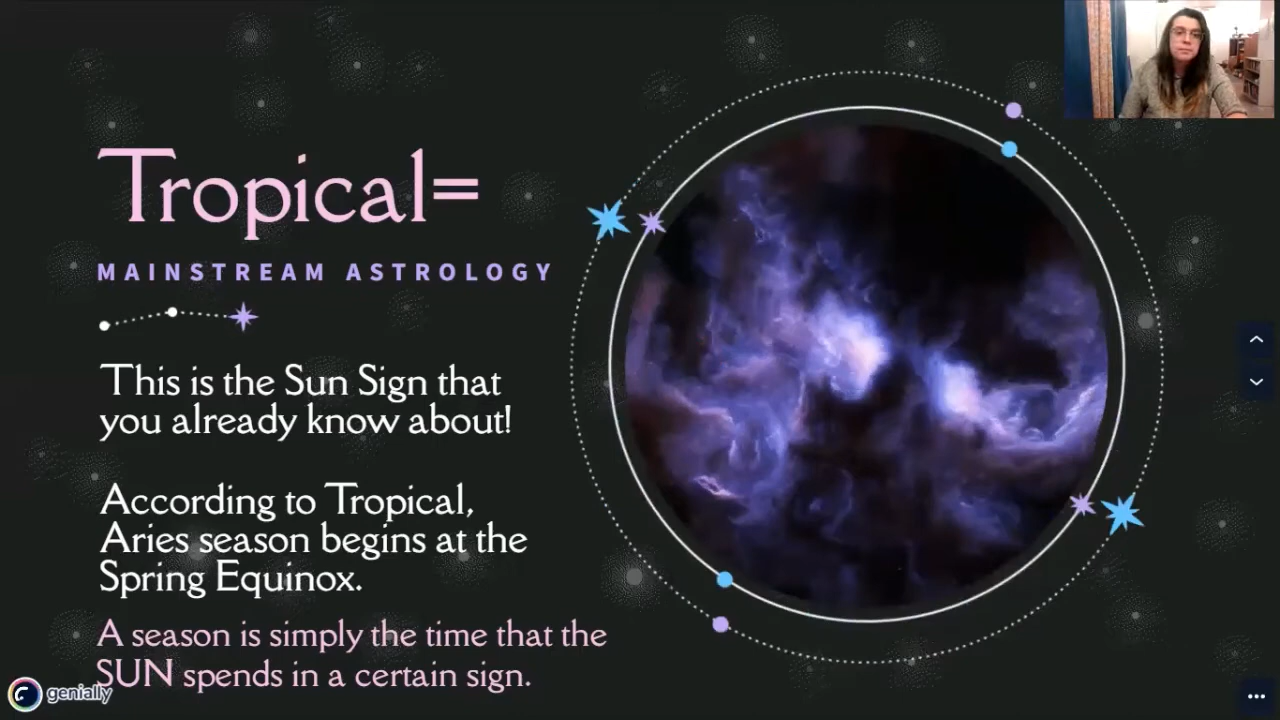 Tropical=
MAINSTREAM ASTROLOGY
This is the Sun Sign that
you already know about!
According to Tropical,
Aries season begins at the
Spring Equinox.
A season is simply the time that the
SUN spends in a certain sign.
genially